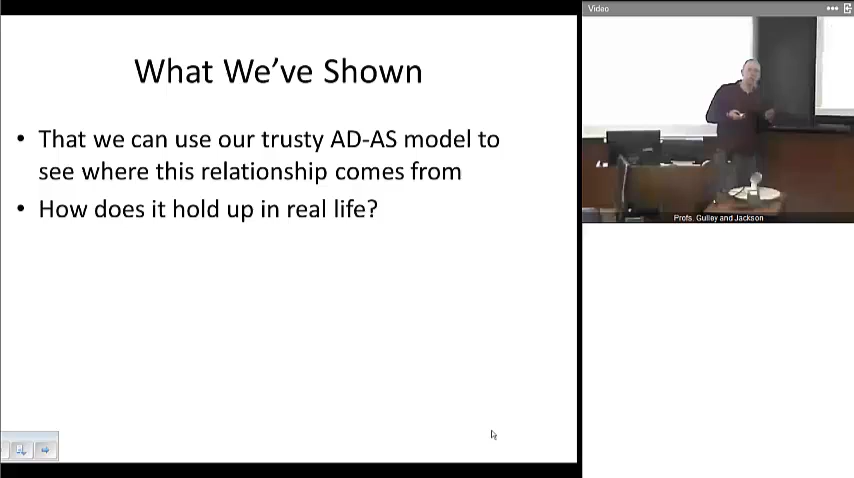 What We’ve Shown
• That we can use our trusty AD-AS model to
see where this relationship comes from
• How does it hold up in real life?
Video
Profs. Gulley and Jackson